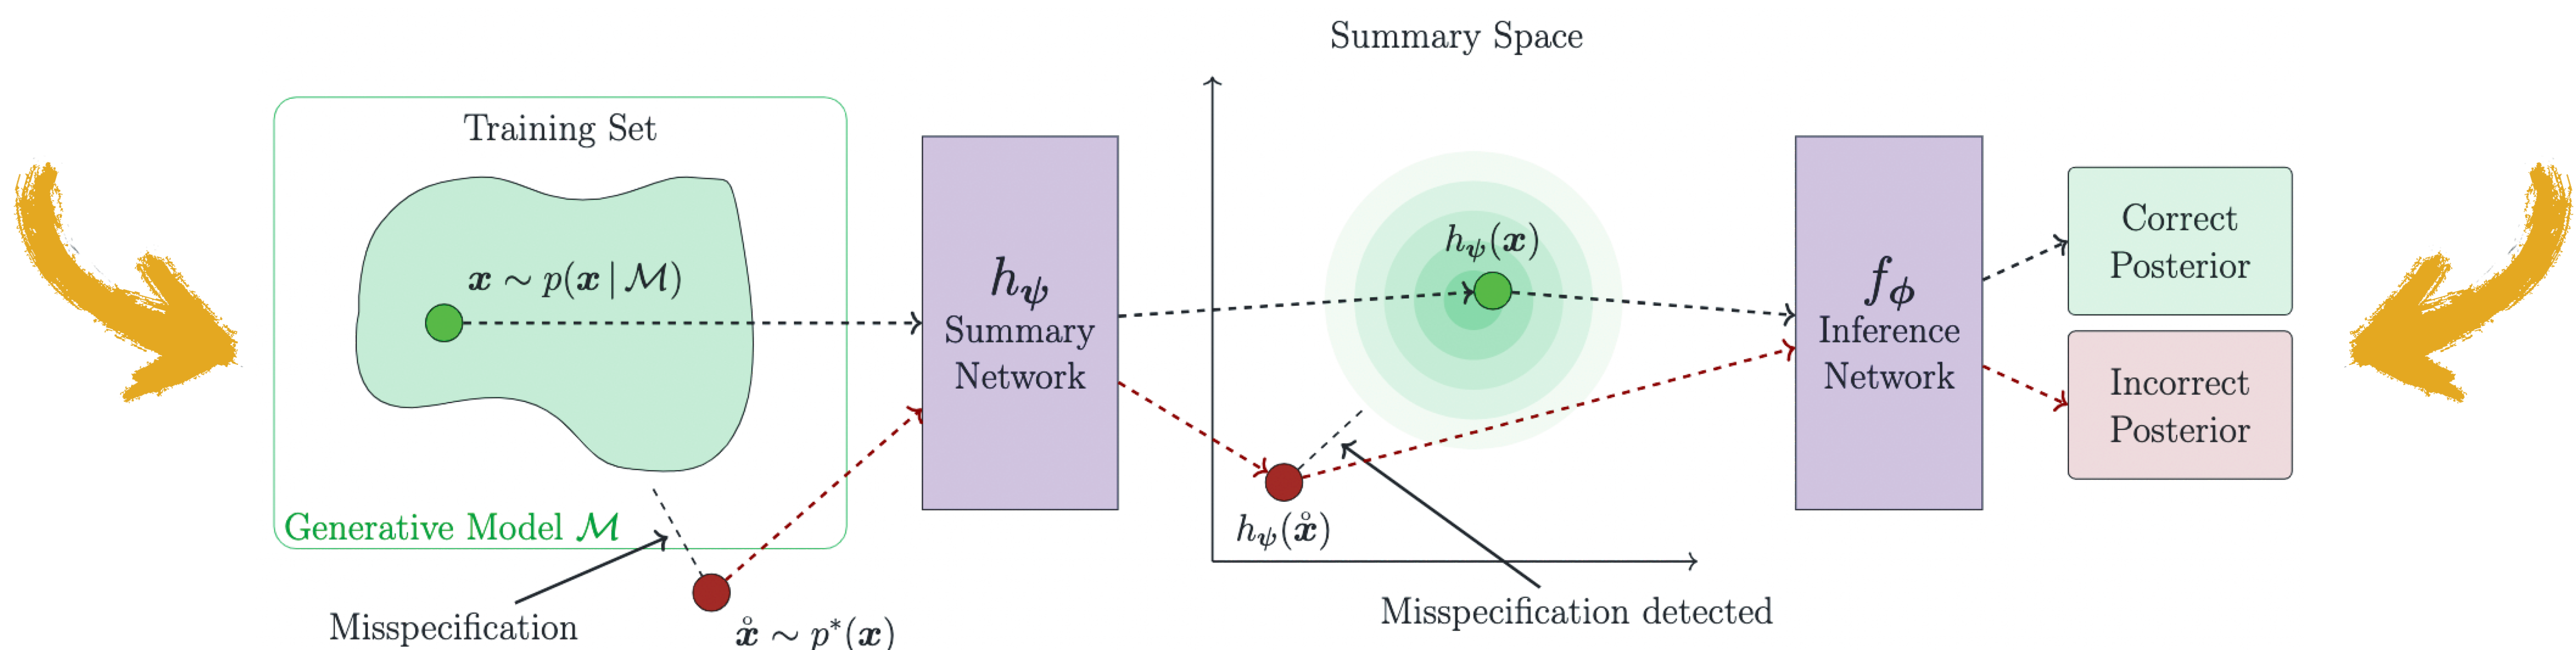 Summary Space
Training Set
x ~ p(x | M)
Generative Model M
Misspecification
x̊ ~ p*(x)
h_ψ
Summary
Network
h_ψ(x)
h_ψ(x̊)
Misspecification detected
f_ϕ
Inference
Network
Correct
Posterior
Incorrect
Posterior